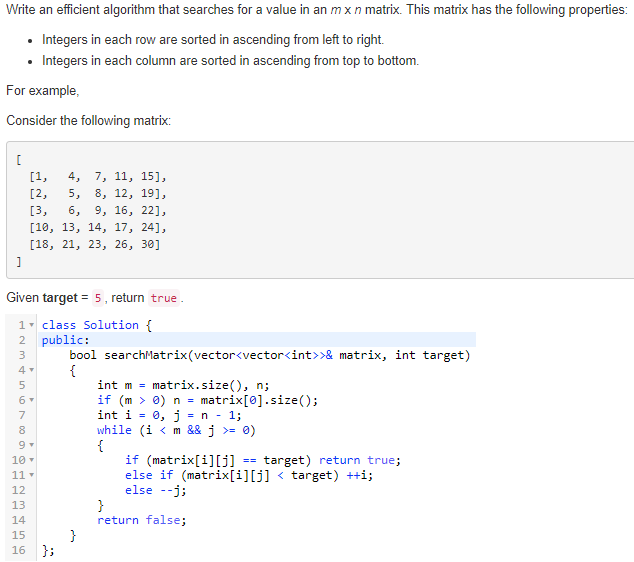 Write an efficient algorithm that searches for a value in an m x n matrix. This matrix has the following properties:
• Integers in each row are sorted in ascending from left to right.
• Integers in each column are sorted in ascending from top to bottom.
For example,
Consider the following matrix:
[
[1, 4, 7, 11, 15],
[2, 5, 8, 12, 19],
[3, 6, 9, 16, 22],
[10, 13, 14, 17, 24],
[18, 21, 23, 26, 30]
]
Given target = 5, return true.
1 class Solution {
2 public:
3 bool searchMatrix(vector<vector<int>>& matrix, int target)
4 {
5 int m = matrix.size(), n;
6 if (m > 0) n = matrix[0].size();
7 int i = 0, j = n - 1;
8 while (i < m && j >= 0)
9 {
10 if (matrix[i][j] == target) return true;
11 else if (matrix[i][j] < target) ++i;
12 else --j;
13 }
14 return false;
15 }
16 };